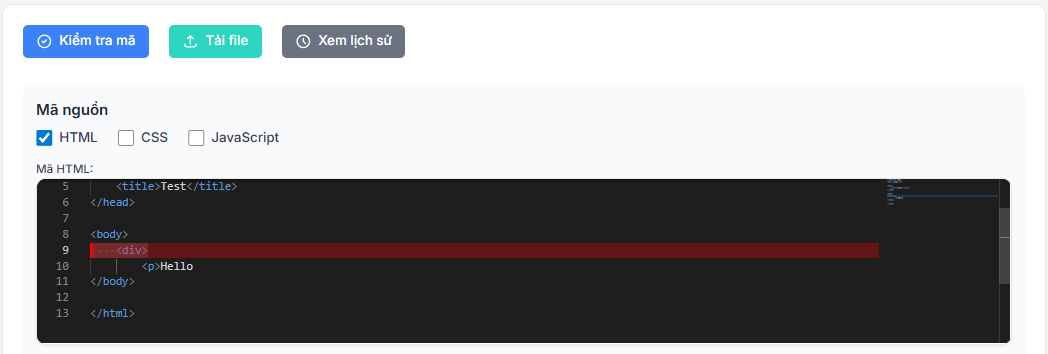 Kiểm tra mã Tải file Xem lịch sử
Mã nguồn
HTML CSS JavaScript
Mã HTML:
5 <title>Test</title>
6 </head>
7
8 <body>
9 <div>
10 <p>Hello
11 </body>
12
13 </html>